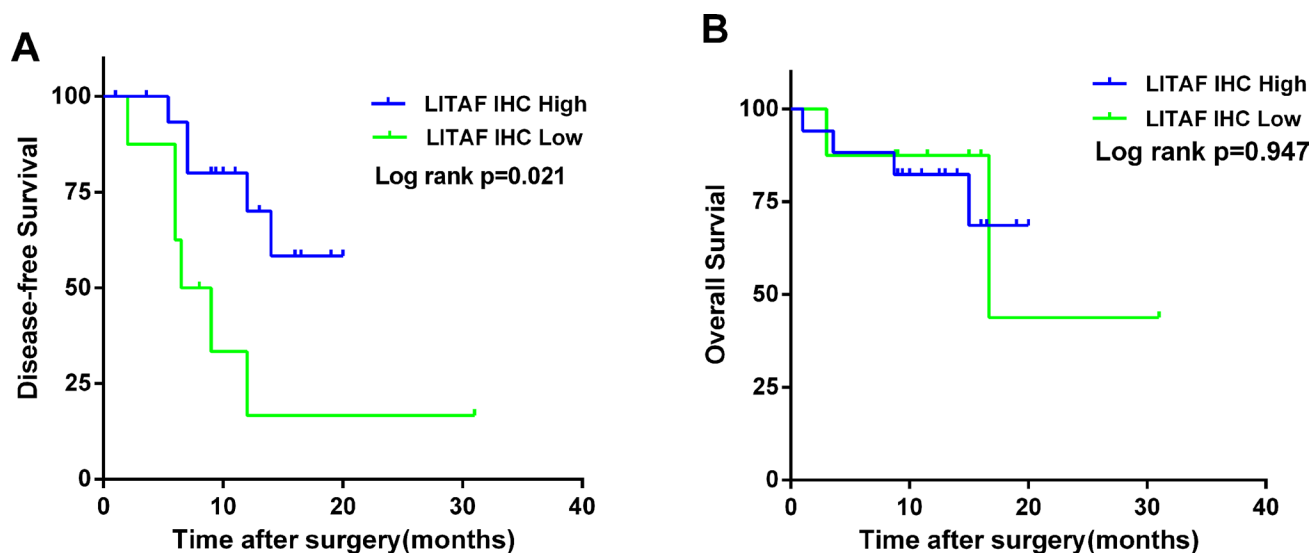 A
Disease-free Survival
100
75
50
25
0
0 10 20 30 40
Time after surgery(months)
LITAF IHC High
LITAF IHC Low
Log rank p=0.021
B
Overall Survial
100
75
50
25
0
0 10 20 30 40
Time after surgery(months)
LITAF IHC High
LITAF IHC Low
Log rank p=0.947